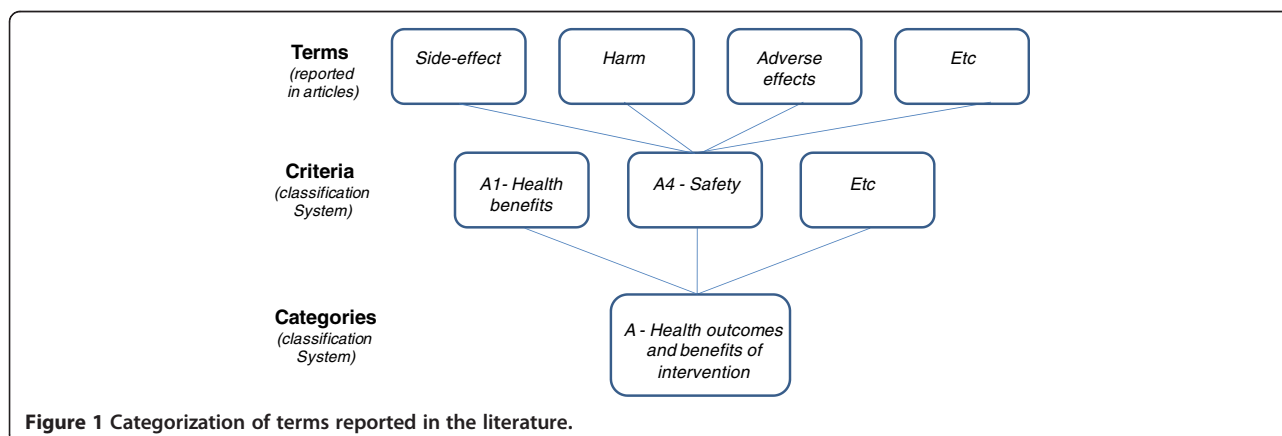 Terms
(reported
in articles)
Side-effect
Harm
Adverse
effects
Etc
Criteria
(classification
System)
A1- Health
benefits
A4 - Safety
Etc
Categories
(classification
System)
A - Health outcomes
and benefits of
intervention
Figure 1 Categorization of terms reported in the literature.